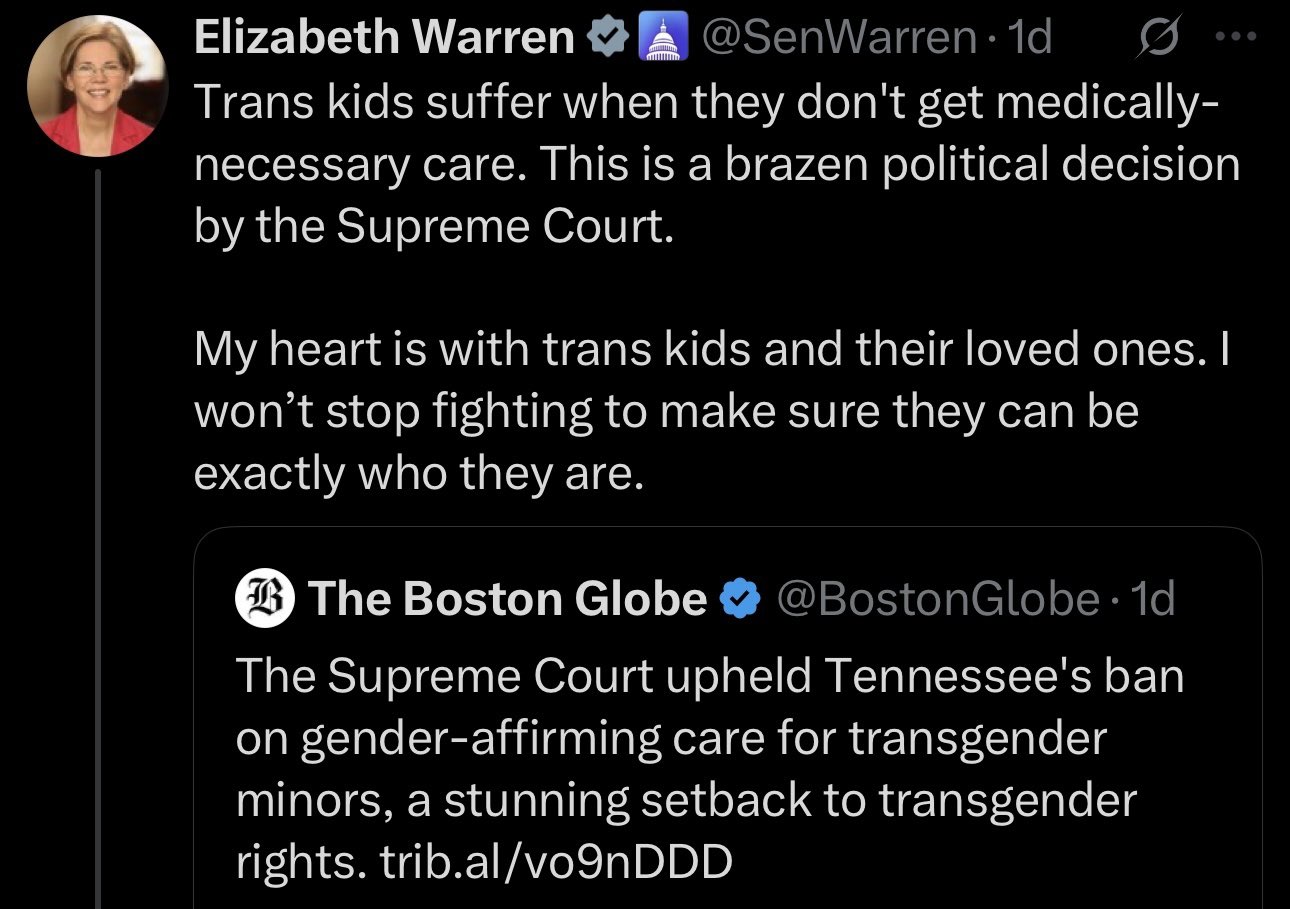 Elizabeth Warren @SenWarren · 1d
Trans kids suffer when they don't get medically-
necessary care. This is a brazen political decision
by the Supreme Court.
My heart is with trans kids and their loved ones. I
won’t stop fighting to make sure they can be
exactly who they are.
B The Boston Globe @BostonGlobe · 1d
The Supreme Court upheld Tennessee's ban
on gender-affirming care for transgender
minors, a stunning setback to transgender
rights. trib.al/vo9nDDD